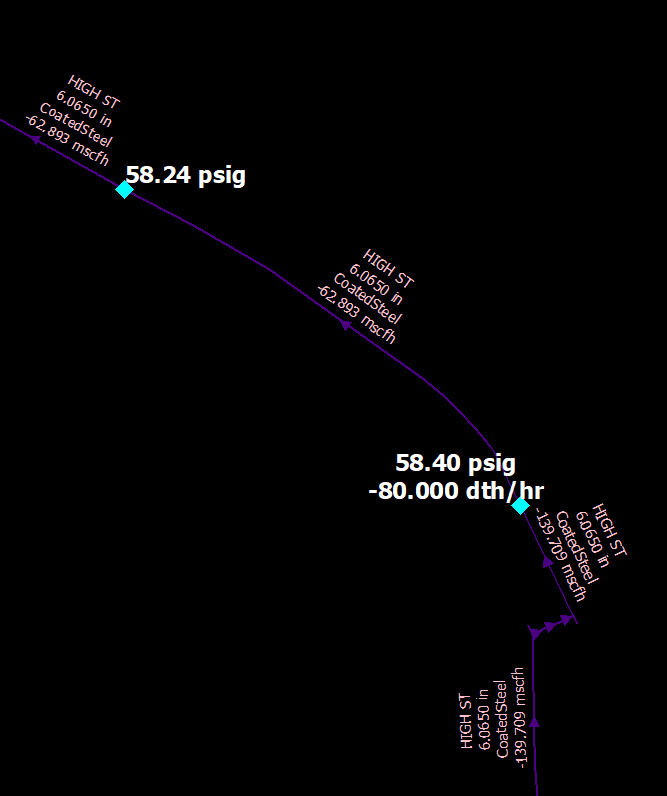 HIGH ST
6.0650 in
CoatedSteel
-62.893 mscfh
58.24 psig
HIGH ST
6.0650 in
CoatedSteel
-62.893 mscfh
58.40 psig
-80.000 dth/hr
HIGH ST
6.0650 in
CoatedSteel
-139.709 mscfh
HIGH ST
6.0650 in
CoatedSteel
-139.709 mscfh